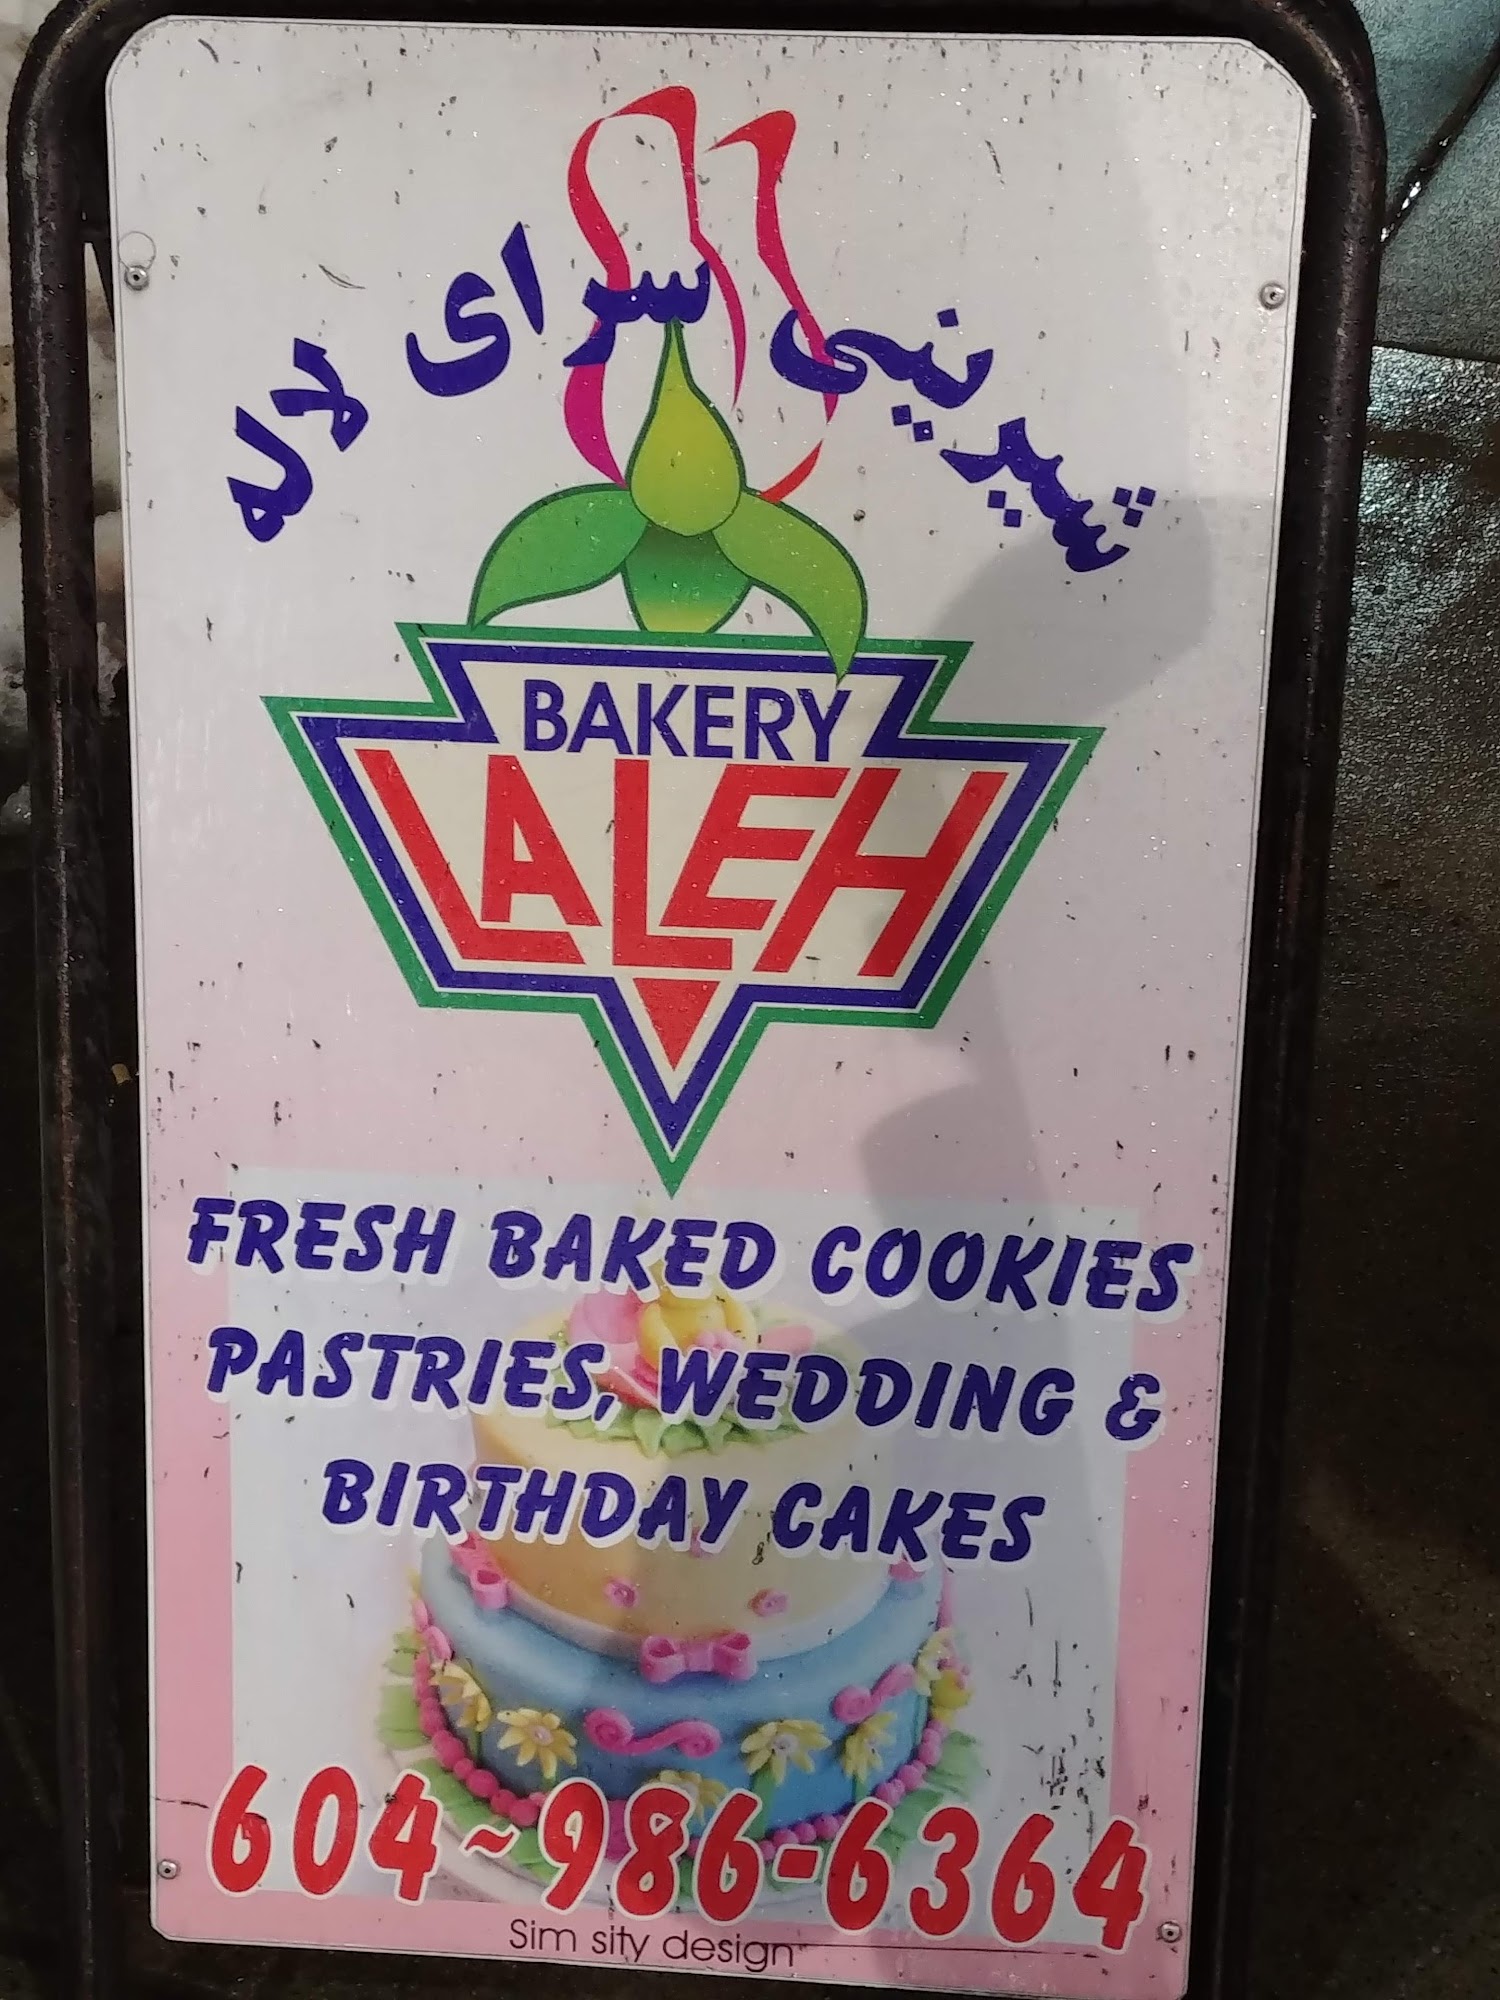 شیرینی سرای لاله
BAKERY
LALEH
FRESH BAKED COOKIES
PASTRIES, WEDDING &
BIRTHDAY CAKES
604~986-6364
Sim sity design